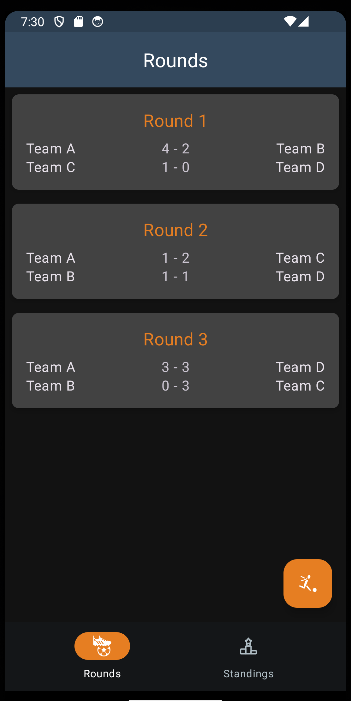 7:30
Rounds
Round 1
Team A 4 - 2 Team B
Team C 1 - 0 Team D
Round 2
Team A 1 - 2 Team C
Team B 1 - 1 Team D
Round 3
Team A 3 - 3 Team D
Team B 0 - 3 Team C
Rounds Standings